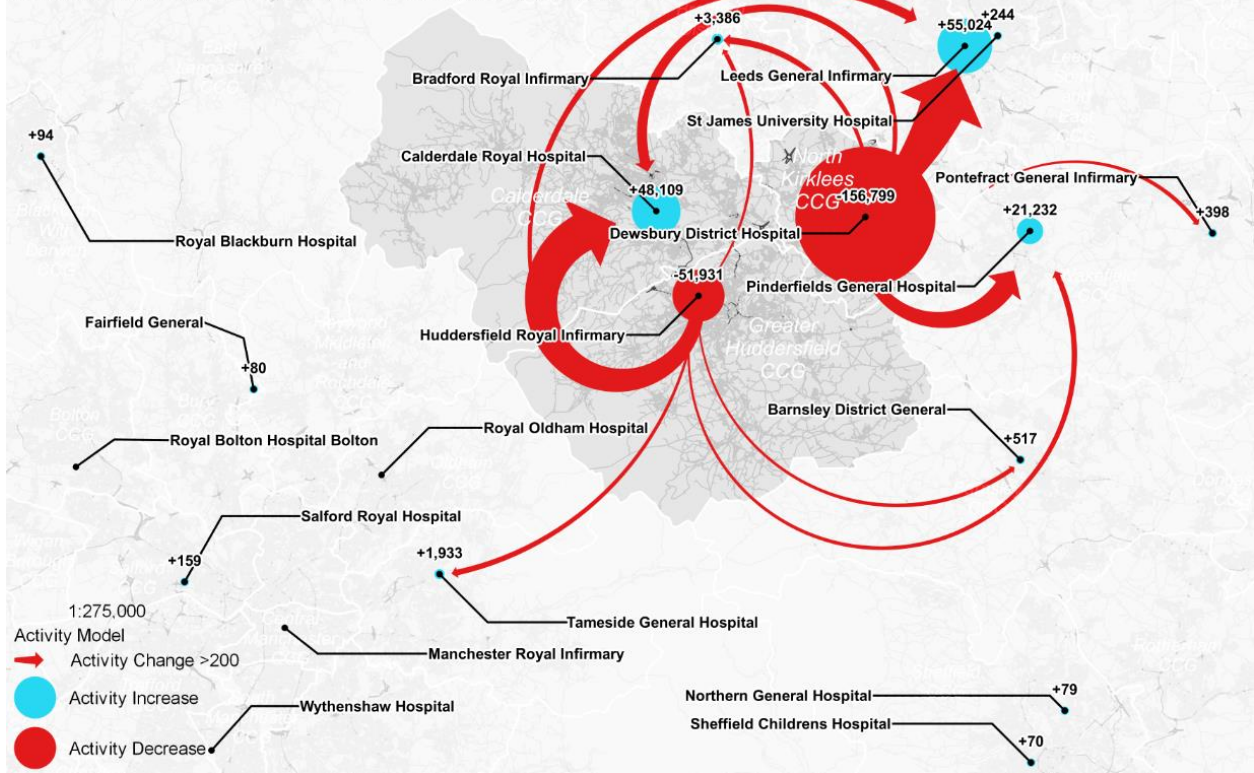 +3,386
+244
+55,024
Bradford Royal Infirmary
Leeds General Infirmary
St James University Hospital
+94
Calderdale Royal Hospital
North
Kirklees
CCG
Pontefract General Infirmary
+48,109
Calderdale
CCG
-156,799
+21,232
+398
Dewsbury District Hospital
Royal Blackburn Hospital
-51,931
Pinderfields General Hospital
Fairfield General
Huddersfield Royal Infirmary
Greater
Huddersfield
CCG
+80
Barnsley District General
Royal Bolton Hospital Bolton
Royal Oldham Hospital
+517
Salford Royal Hospital
+159
+1,933
1:275,000
Tameside General Hospital
Activity Model
Activity Change >200
Manchester Royal Infirmary
Activity Increase
Northern General Hospital
+79
Wythenshaw Hospital
Sheffield Childrens Hospital
Activity Decrease
+70